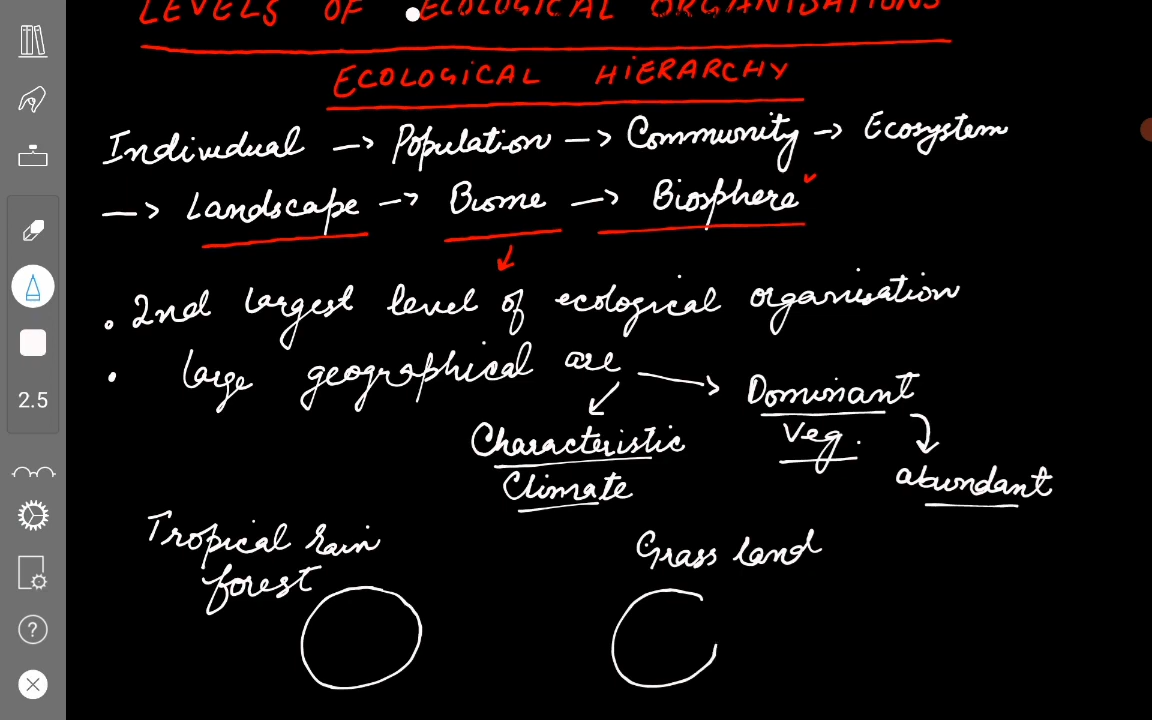 LEVELS OF ECOLOGICAL ORGANISATIONS
ECOLOGICAL HIERARCHY
Individual -> Population -> Community -> Ecosystem
-> Landscape -> Biome -> Biosphere
. 2nd largest level of ecological organisation
. large geographical are
Dominant
Veg.
Characteristic
Climate
abundant
Tropical rain
forest
Grass land
2.5